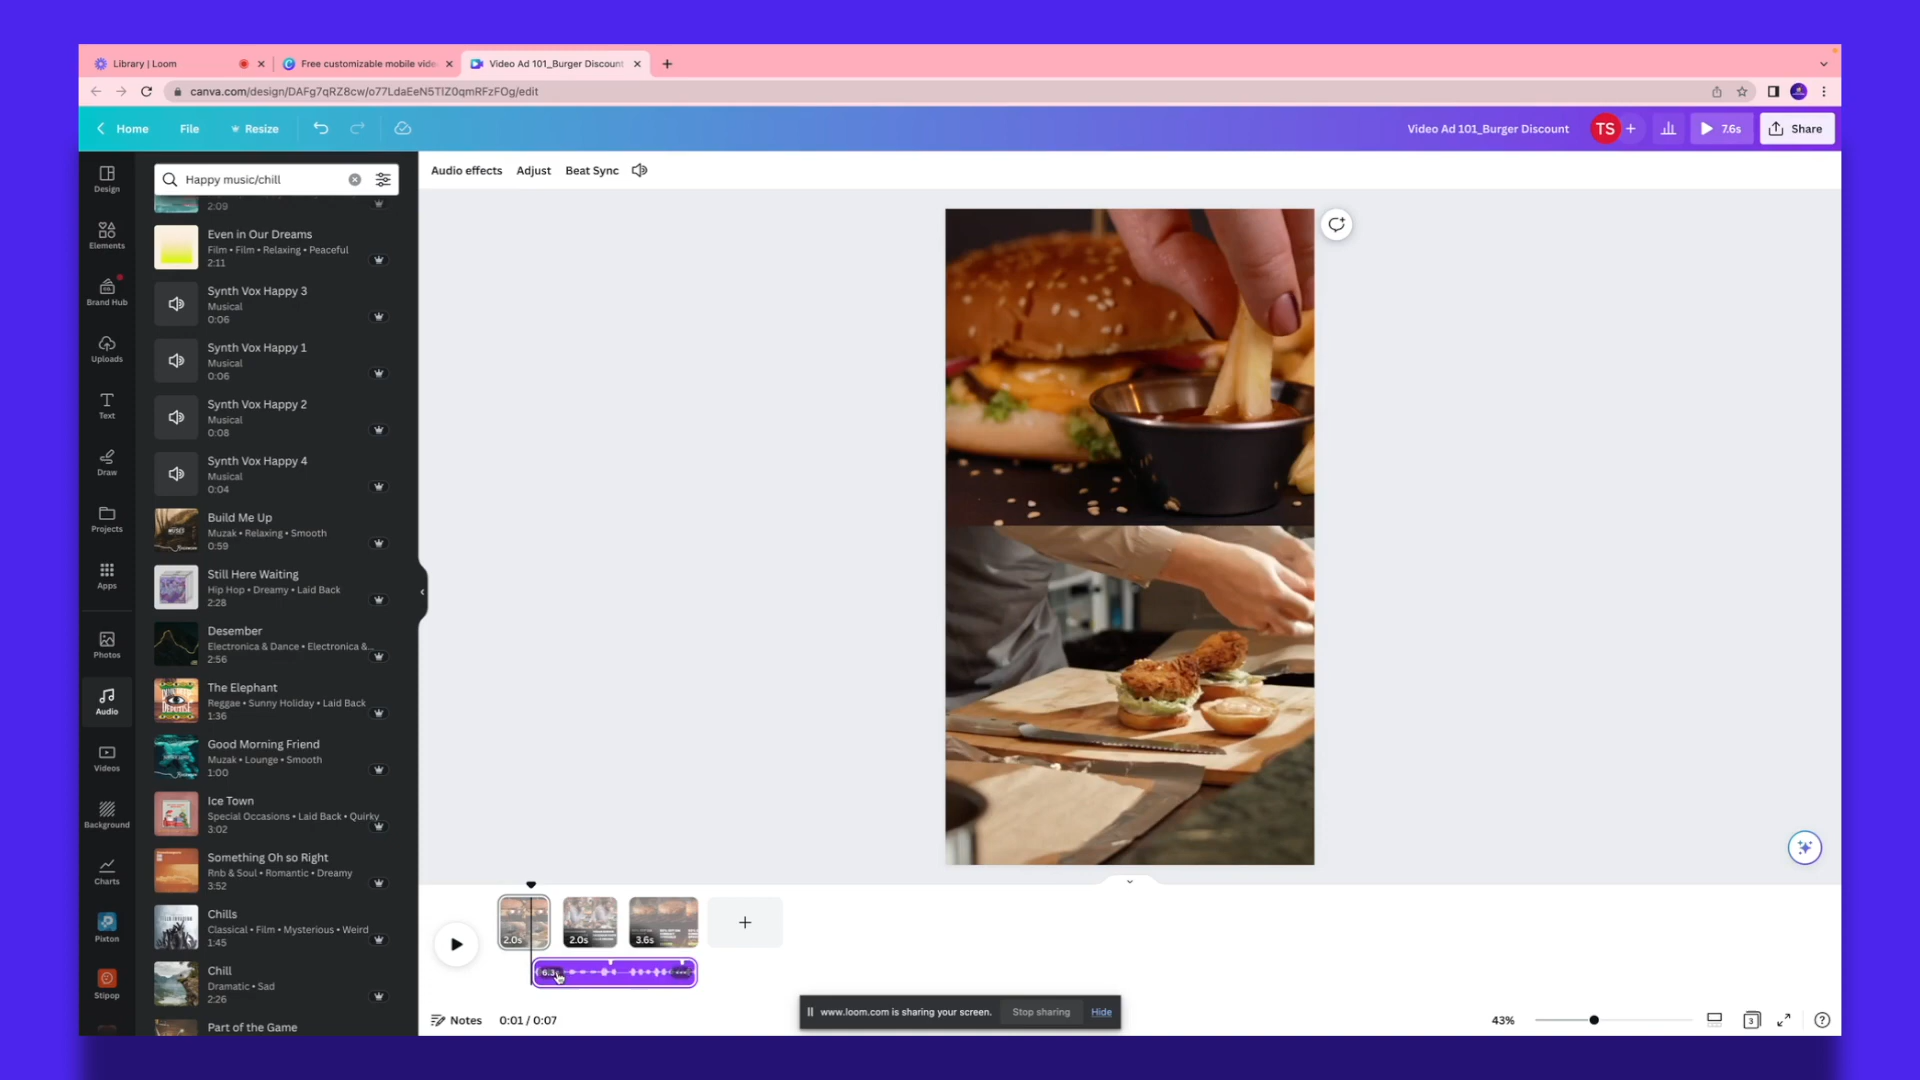 Library | Loom
Free customizable mobile vide
Video Ad 101_Burger Discount
canva.com/design/DAFg7qRZ8cw/o77LdaEeN5TIZ0qmRFzFOg/edit
Home
File
Resize
Video Ad 101_Burger Discount
TS
7.6s
Share
Design
Elements
Brand Hub
Uploads
Text
Draw
Projects
Apps
Photos
Audio
Videos
Background
Charts
Pixton
Stipop
Happy music/chill
2:09
Even in Our Dreams
Film • Film • Relaxing • Peaceful
2:11
Synth Vox Happy 3
Musical
0:06
Synth Vox Happy 1
Musical
0:06
Synth Vox Happy 2
Musical
0:08
Synth Vox Happy 4
Musical
0:04
Build Me Up
Muzak • Relaxing • Smooth
0:59
Still Here Waiting
Hip Hop • Dreamy • Laid Back
2:28
Desember
Electronica & Dance • Electronica &...
2:56
The Elephant
Reggae • Sunny Holiday • Laid Back
1:36
Good Morning Friend
Muzak • Lounge • Smooth
1:00
Ice Town
Special Occasions • Laid Back • Quirky
3:02
Something Oh so Right
Rnb & Soul • Romantic • Dreamy
3:52
Chills
Classical • Film • Mysterious • Weird
1:45
Chill
Dramatic • Sad
2:26
Part of the Game
Audio effects
Adjust
Beat Sync
2.0s
2.0s
3.6s
6.3s
Notes
0:01 / 0:07
www.loom.com is sharing your screen.
Stop sharing
Hide
43%
3